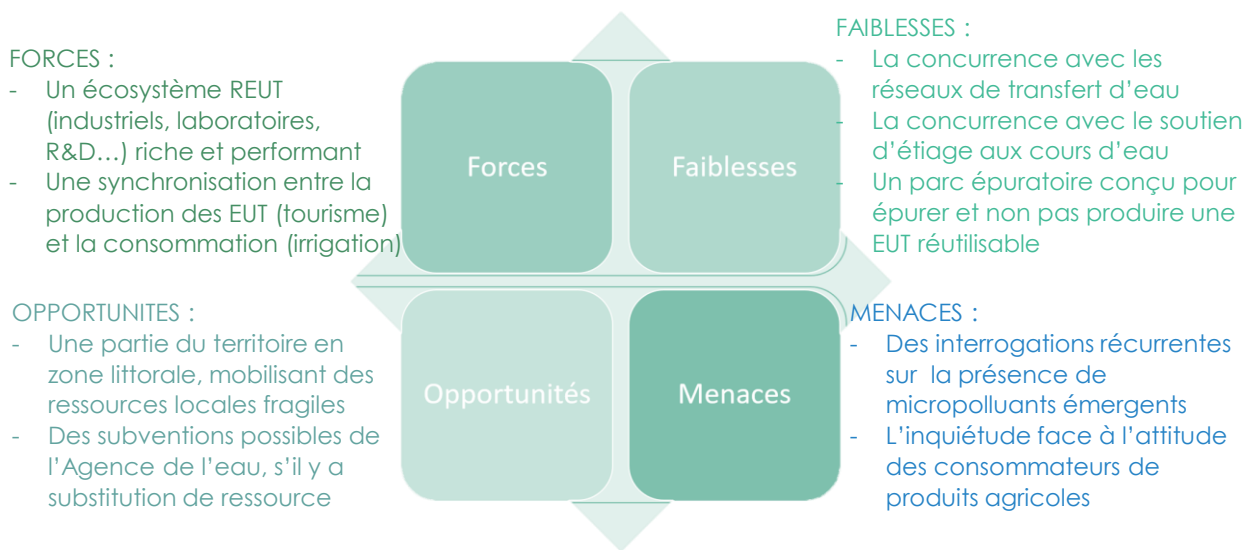 FORCES :
- Un écosystème REUT
(industriels, laboratoires,
R&D…) riche et performant
- Une synchronisation entre la
production des EUT (tourisme)
et la consommation (irrigation)
Forces
Faiblesses
FAIBLESSES :
- La concurrence avec les
réseaux de transfert d’eau
- La concurrence avec le soutien
d’étiage aux cours d’eau
- Un parc épuratoire conçu pour
épurer et non pas produire une
EUT réutilisable
OPPORTUNITES :
- Une partie du territoire en
zone littorale, mobilisant des
ressources locales fragiles
- Des subventions possibles de
l’Agence de l’eau, s’il y a
substitution de ressource
Opportunités
Menaces
MENACES :
- Des interrogations récurrentes
sur la présence de
micropolluants émergents
- L’inquiétude face à l’attitude
des consommateurs de
produits agricoles